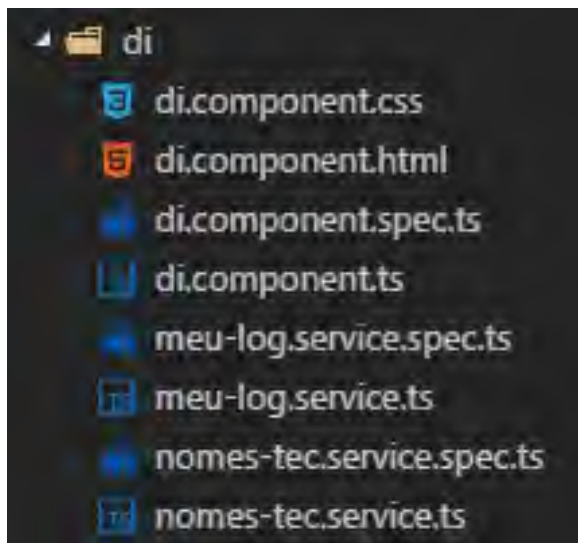 di
di.component.css
di.component.html
di.component.spec.ts
di.component.ts
meu-log.service.spec.ts
meu-log.service.ts
nomes-tec.service.spec.ts
nomes-tec.service.ts